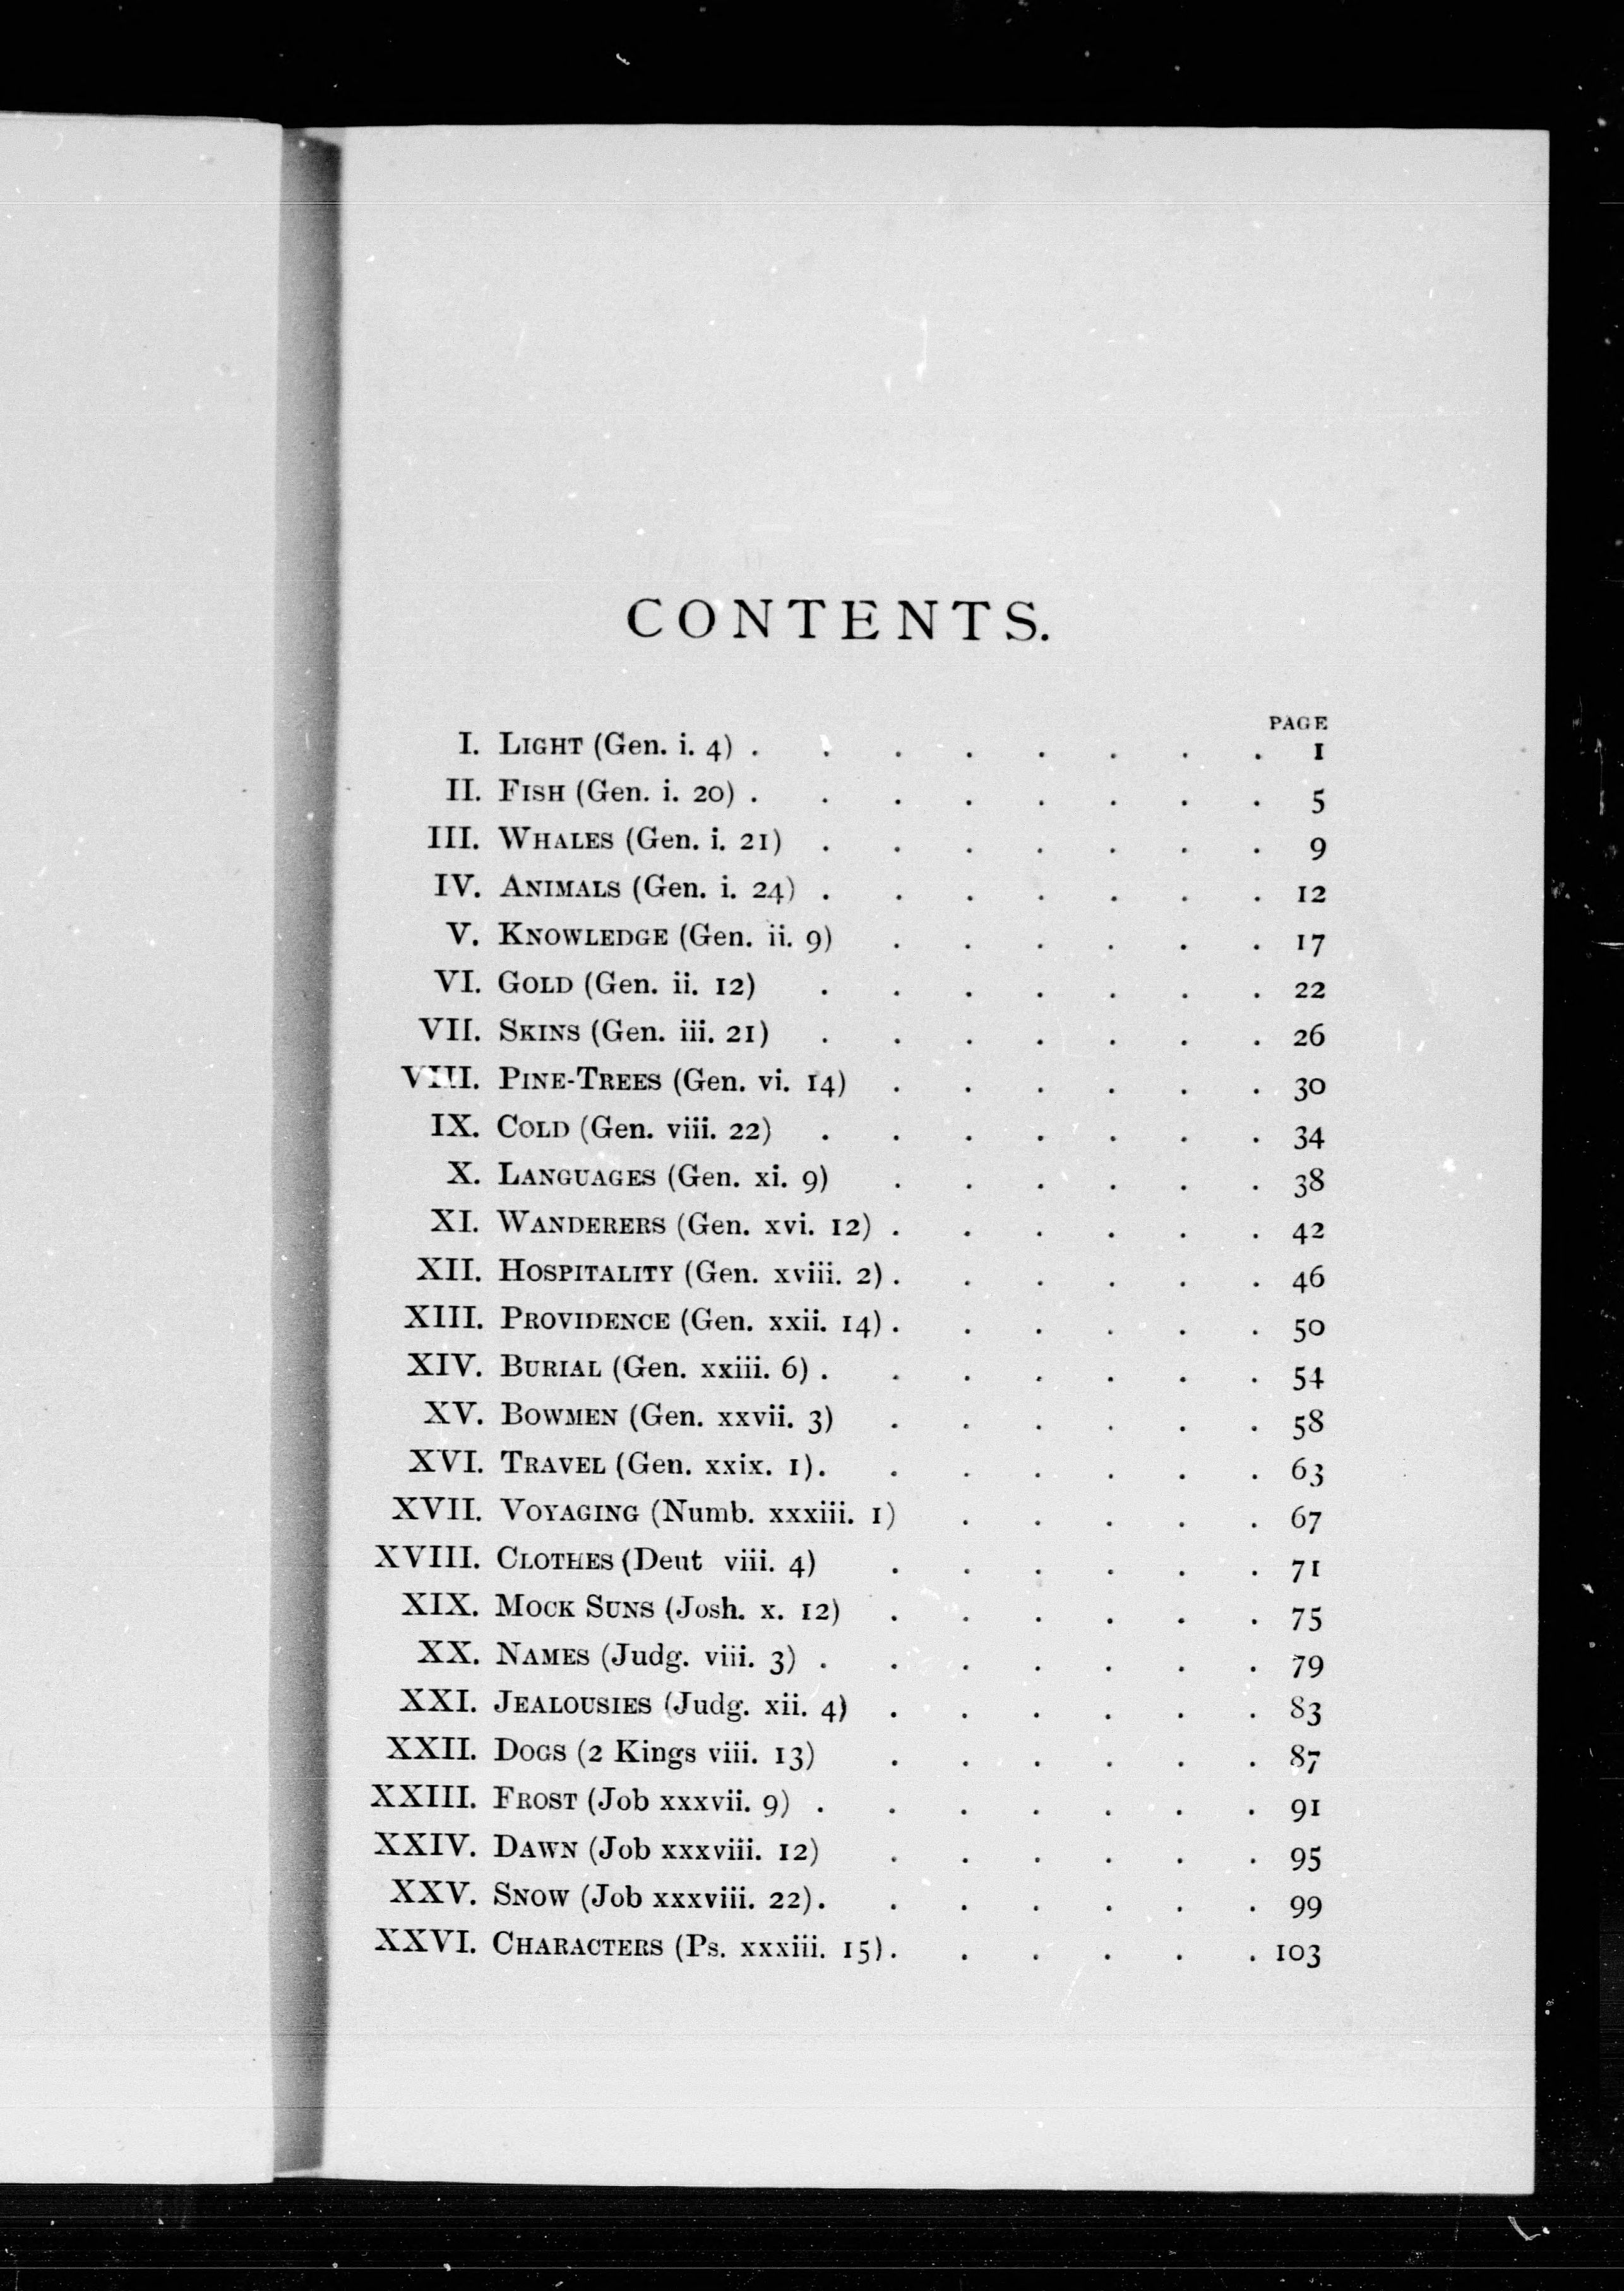 CONTENTS.
PAGE
I. LIGHT (Gen. i. 4) . . . . . . . . 1
II. FISH (Gen. i. 20) . . . . . . . . 5
III. WHALES (Gen. i. 21) . . . . . . . 9
IV. ANIMALS (Gen. i. 24) . . . . . . . 12
V. KNOWLEDGE (Gen. ii. 9) . . . . . . 17
VI. GOLD (Gen. ii. 12) . . . . . . . 22
VII. SKINS (Gen. iii. 21) . . . . . . . 26
VIII. PINE-TREES (Gen. vi. 14) . . . . . . 30
IX. COLD (Gen. viii. 22) . . . . . . . 34
X. LANGUAGES (Gen. xi. 9) . . . . . . 38
XI. WANDERERS (Gen. xvi. 12) . . . . . . 42
XII. HOSPITALITY (Gen. xviii. 2) . . . . . . 46
XIII. PROVIDENCE (Gen. xxii. 14) . . . . . . 50
XIV. BURIAL (Gen. xxiii. 6) . . . . . . . 54
XV. BOWMEN (Gen. xxvii. 3) . . . . . . 58
XVI. TRAVEL (Gen. xxix. 1) . . . . . . . 63
XVII. VOYAGING (Numb. xxxiii. 1) . . . . . 67
XVIII. CLOTHES (Deut viii. 4) . . . . . . 71
XIX. MOCK SUNS (Josh. x. 12) . . . . . . 75
XX. NAMES (Judg. viii. 3) . . . . . . . 79
XXI. JEALOUSIES (Judg. xii. 4) . . . . . . 83
XXII. DOGS (2 Kings viii. 13) . . . . . . 87
XXIII. FROST (Job xxxvii. 9) . . . . . . . 91
XXIV. DAWN (Job xxxviii. 12) . . . . . . 95
XXV. SNOW (Job xxxviii. 22) . . . . . . . 99
XXVI. CHARACTERS (Ps. xxxiii. 15) . . . . . . 103